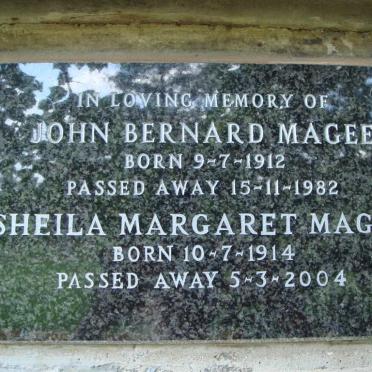 IN LOVING MEMORY OF
JOHN BERNARD MAGEE
BORN 9-7-1912
PASSED AWAY 15-11-1982
SHEILA MARGARET MAG
BORN 10-7-1914
PASSED AWAY 5-3-2004